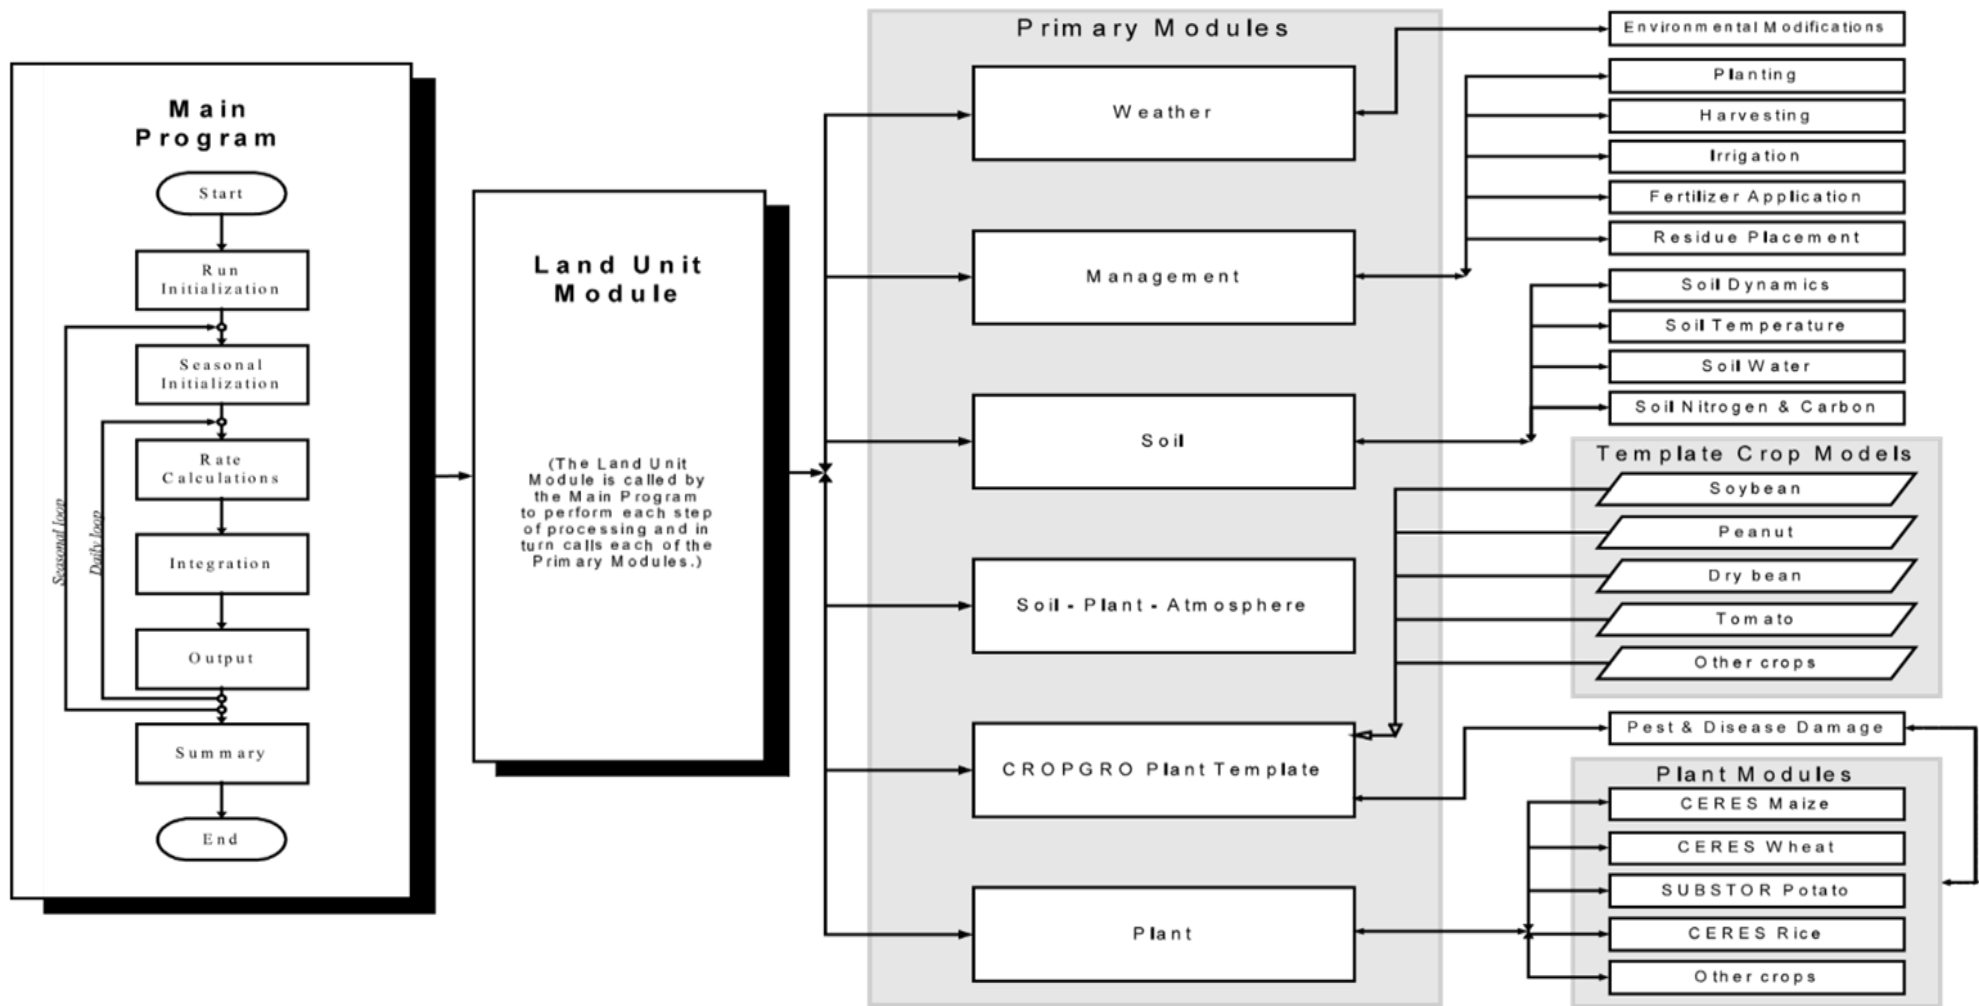 Main
Program
Start
Run
Initialization
Seasonal
Initialization
Rate
Calculations
Integration
Output
Summary
End
Seasonal loop
Daily loop
Land Unit
Module
(The Land Unit
Module is called by
the Main Program
to perform each step
of processing and in
turn calls each of the
Primary Modules.)
Primary Modules
Weather
Management
Soil
Soil - Plant - Atmosphere
CROPGRO Plant Template
Plant
Environmental Modifications
Planting
Harvesting
Irrigation
Fertilizer Application
Residue Placement
Soil Dynamics
Soil Temperature
Soil Water
Soil Nitrogen & Carbon
Template Crop Models
Soybean
Peanut
Dry bean
Tomato
Other crops
Pest & Disease Damage
Plant Modules
CERES Maize
CERES Wheat
SUBSTOR Potato
CERES Rice
Other crops